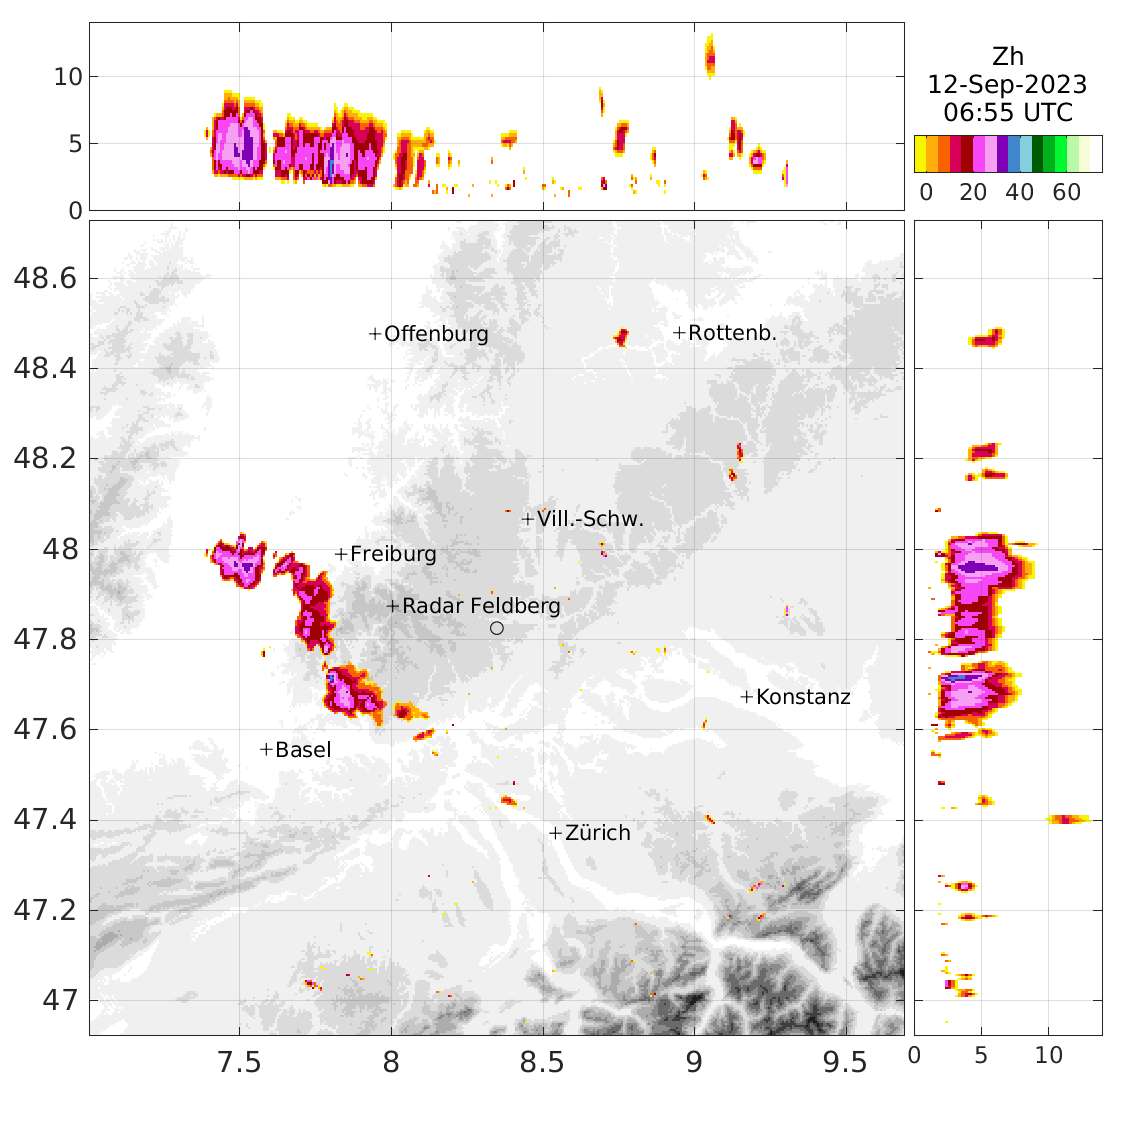 10
5
0
Zh
12-Sep-2023
06:55 UTC
0 20 40 60
48.6
48.4
48.2
48
47.8
47.6
47.4
47.2
47
+Offenburg
+Rottenb.
+Vill.-Schw.
+Freiburg
+Radar Feldberg
+Konstanz
+Basel
+Zürich
7.5 8 8.5 9 9.5
0 5 10